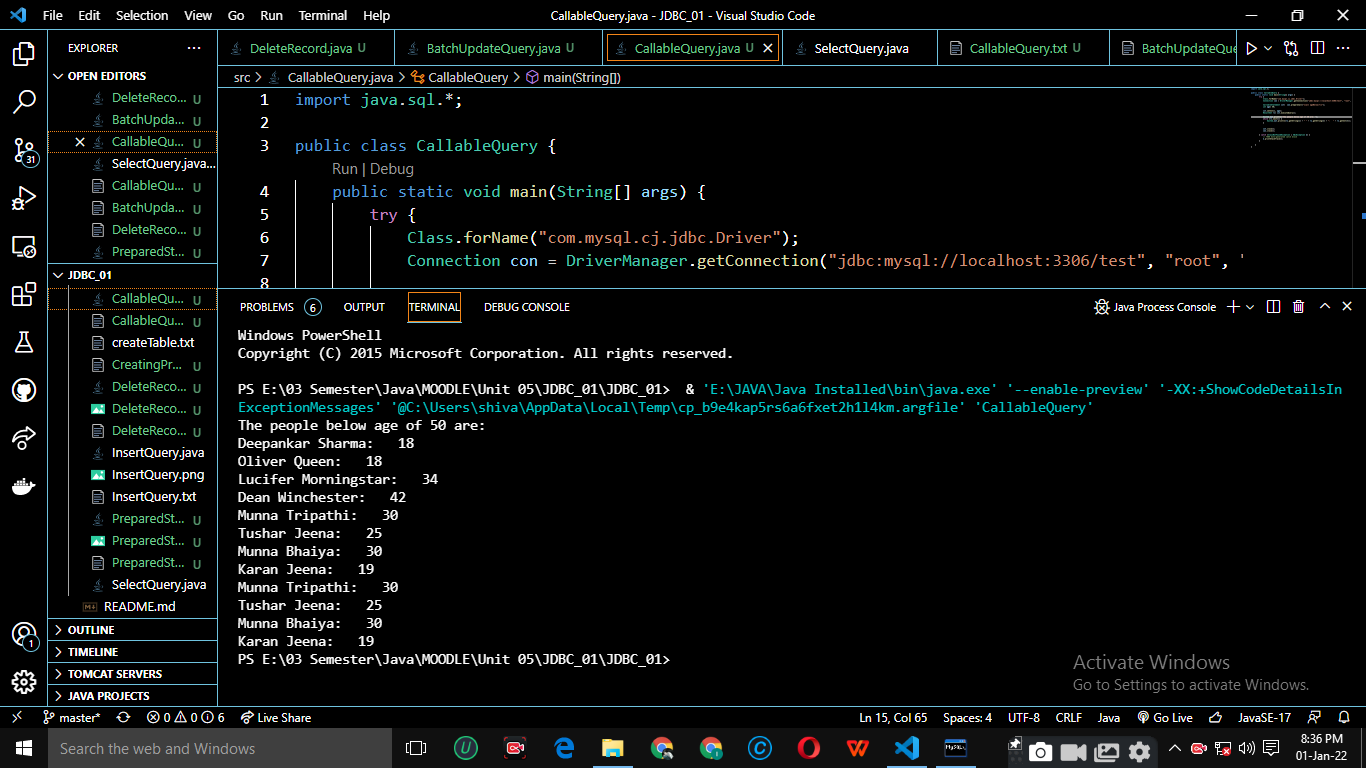 File Edit Selection View Go Run Terminal Help
CallableQuery.java - JDBC_01 - Visual Studio Code
EXPLORER
OPEN EDITORS
DeleteReco... U
BatchUpda... U
CallableQu... U
SelectQuery.java...
CallableQu... U
BatchUpda... U
DeleteReco... U
PreparedSt... U
JDBC_01
CallableQu... U
CallableQu... U
createTable.txt
CreatingPr... U
DeleteReco... U
DeleteReco... U
DeleteReco... U
InsertQuery.java
InsertQuery.png
InsertQuery.txt
PreparedSt... U
PreparedSt... U
PreparedSt... U
SelectQuery.java
README.md
OUTLINE
TIMELINE
TOMCAT SERVERS
JAVA PROJECTS
31
1
DeleteRecord.java U
BatchUpdateQuery.java U
CallableQuery.java U
SelectQuery.java
CallableQuery.txt U
BatchUpdateQue
src > CallableQuery.java > CallableQuery > main(String[])
1 import java.sql.*;
2
3 public class CallableQuery {
Run | Debug
4 public static void main(String[] args) {
5 try {
6 Class.forName("com.mysql.cj.jdbc.Driver");
7 Connection con = DriverManager.getConnection("jdbc:mysql://localhost:3306/test", "root", '
8
PROBLEMS 6 OUTPUT TERMINAL DEBUG CONSOLE
Java Process Console
Windows PowerShell
Copyright (C) 2015 Microsoft Corporation. All rights reserved.
PS E:\03 Semester\Java\MOODLE\Unit 05\JDBC_01\JDBC_01> & 'E:\JAVA\Java Installed\bin\java.exe' '--enable-preview' '-XX:+ShowCodeDetailsIn
ExceptionMessages' '@C:\Users\shiva\AppData\Local\Temp\cp_b9e4kap5rs6a6fxet2h1l4km.argfile' 'CallableQuery'
The people below age of 50 are:
Deepankar Sharma: 18
Oliver Queen: 18
Lucifer Morningstar: 34
Dean Winchester: 42
Munna Tripathi: 30
Tushar Jeena: 25
Munna Bhaiya: 30
Karan Jeena: 19
Munna Tripathi: 30
Tushar Jeena: 25
Munna Bhaiya: 30
Karan Jeena: 19
PS E:\03 Semester\Java\MOODLE\Unit 05\JDBC_01\JDBC_01>
Activate Windows
Go to Settings to activate Windows.
master* 0 0 6 Live Share
Ln 15, Col 65 Spaces: 4 UTF-8 CRLF Java Go Live JavaSE-17
Search the web and Windows
8:36 PM
01-Jan-22